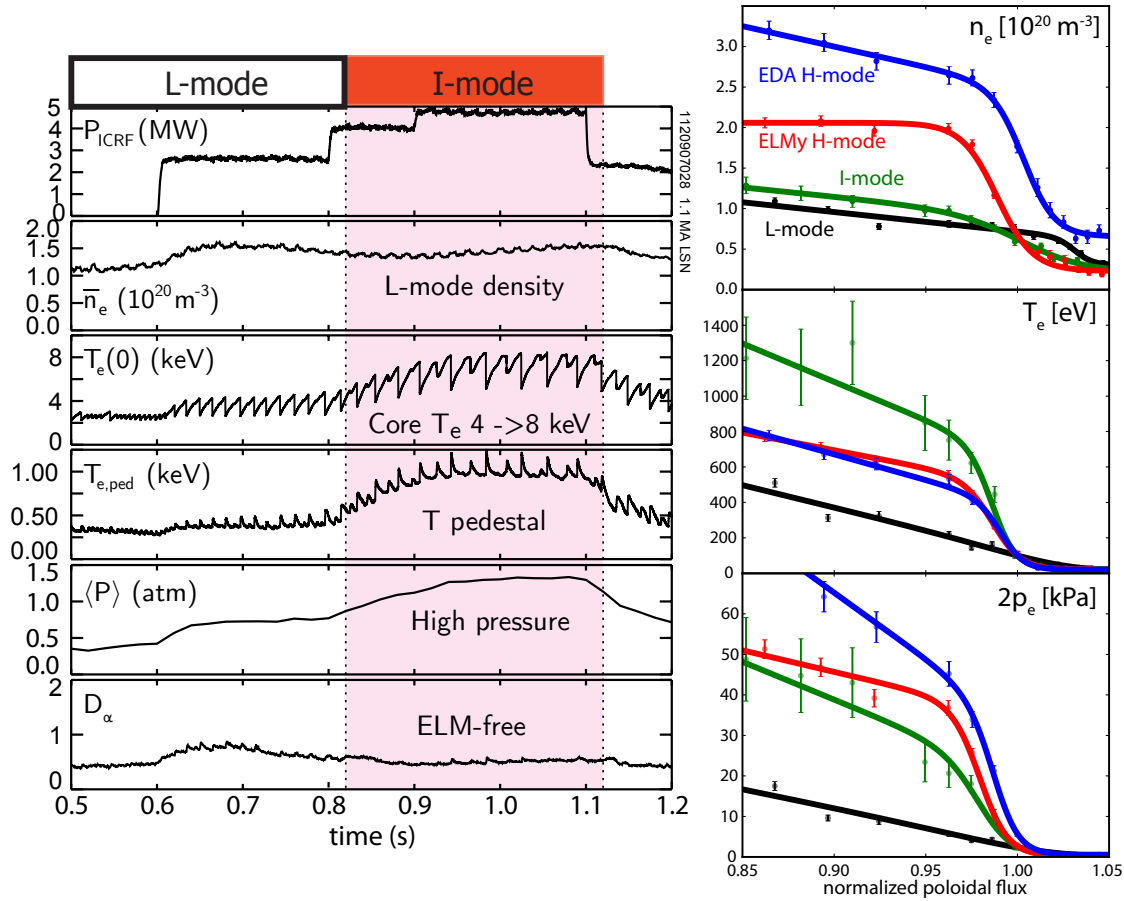 L-mode
I-mode
P_ICRF (MW)
5
4
3
2
1
0
n̅_e (10^20 m^-3)
L-mode density
2.0
1.5
1.0
0.5
0.0
T_e(0) (keV)
Core T_e 4 ->8 keV
8
4
0
T_e,ped (keV)
T pedestal
1.00
0.50
0.00
⟨P⟩ (atm)
High pressure
1.5
1.0
0.5
0.0
D_α
ELM-free
2
1
0
0.5 0.6 0.7 0.8 0.9 1.0 1.1 1.2
time (s)
1120907028 1.1 MA LSN
n_e [10^20 m^-3]
EDA H-mode
ELMy H-mode
I-mode
L-mode
3.0
2.5
2.0
1.5
1.0
0.5
0.0
T_e [eV]
1400
1200
1000
800
600
400
200
0
2p_e [kPa]
60
50
40
30
20
10
0
0.85 0.90 0.95 1.00 1.05
normalized poloidal flux